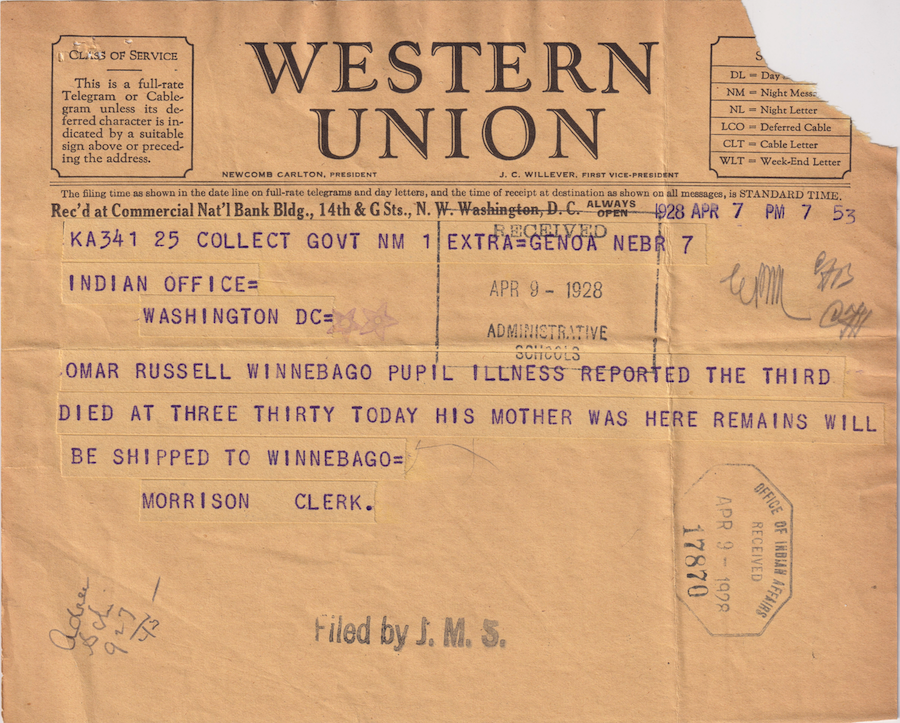 CLASS OF SERVICE
This is a full-rate
Telegram or Cable-
gram unless its de-
ferred character is in-
dicated by a suitable
sign above or preced-
ing the address.
WESTERN
UNION
NEWCOMB CARLTON, PRESIDENT
J. C. WILLEVER, FIRST VICE-PRESIDENT
S
DL = Day
NM = Night Mess
NL = Night Letter
LCO = Deferred Cable
CLT = Cable Letter
WLT = Week-End Letter
The filing time as shown in the date line on full-rate telegrams and day letters, and the time of receipt at destination as shown on all messages, is STANDARD TIME.
Rec'd at Commercial Nat'l Bank Bldg., 14th & G Sts., N. W. Washington, D. C. ALWAYS OPEN 1928 APR 7 PM 7 53
RECEIVED
KA341 25 COLLECT GOVT NM 1 EXTRA=GENOA NEBR 7
INDIAN OFFICE=
APR 9 - 1928
WASHINGTON DC=
ADMINISTRATIVE
SCHOOLS
OMAR RUSSELL WINNEBAGO PUPIL ILLNESS REPORTED THE THIRD
DIED AT THREE THIRTY TODAY HIS MOTHER WAS HERE REMAINS WILL
BE SHIPPED TO WINNEBAGO=
MORRISON CLERK.
OFFICE OF INDIAN AFFAIRS
RECEIVED
APR 9 - 1928
17870
Filed by J. M. S.